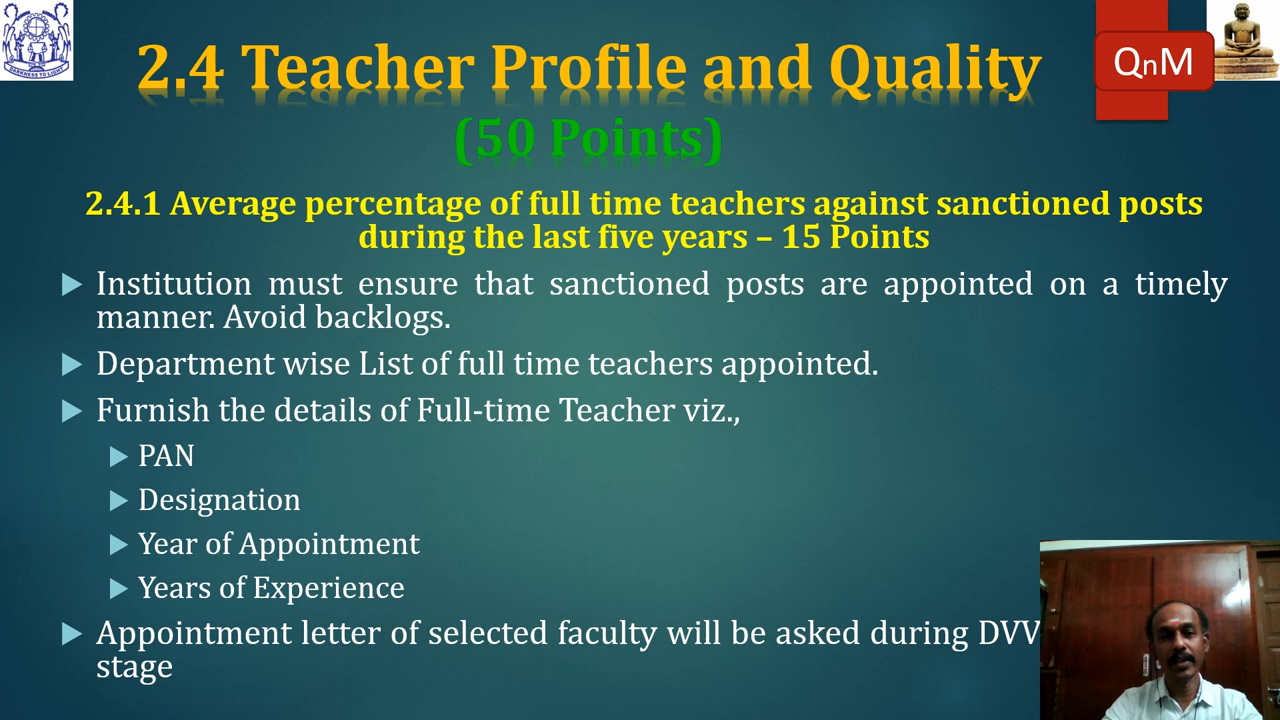 2.4 Teacher Profile and Quality
QnM
(50 Points)
2.4.1 Average percentage of full time teachers against sanctioned posts
during the last five years – 15 Points
Institution must ensure that sanctioned posts are appointed on a timely
manner. Avoid backlogs.
Department wise List of full time teachers appointed.
Furnish the details of Full-time Teacher viz.,
PAN
Designation
Year of Appointment
Years of Experience
Appointment letter of selected faculty will be asked during DVV
stage